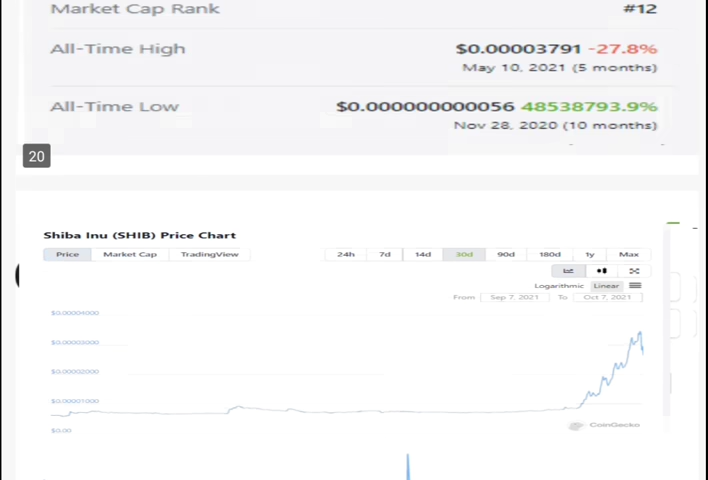 Market Cap Rank #12
All-Time High $0.00003791 -27.8%
May 10, 2021 (5 months)
All-Time Low $0.000000000056 48538793.9%
Nov 28, 2020 (10 months)
20
Shiba Inu (SHIB) Price Chart
Price Market Cap TradingView 24h 7d 14d 30d 90d 180d 1y Max
Logarithmic Linear
From Sep 7, 2021 To Oct 7, 2021
$0.00004000
$0.00003000
$0.00002000
$0.00001000
$0.00
CoinGecko